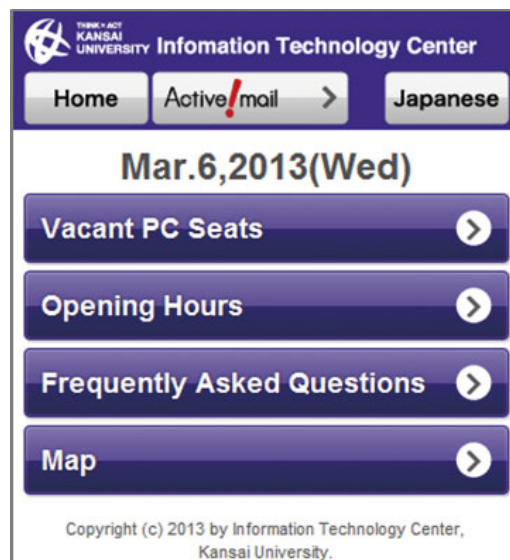 THINK × ACT
KANSAI
UNIVERSITY Infomation Technology Center
Home Active!mail Japanese
Mar.6,2013(Wed)
Vacant PC Seats
Opening Hours
Frequently Asked Questions
Map
Copyright (c) 2013 by Information Technology Center,
Kansai University.